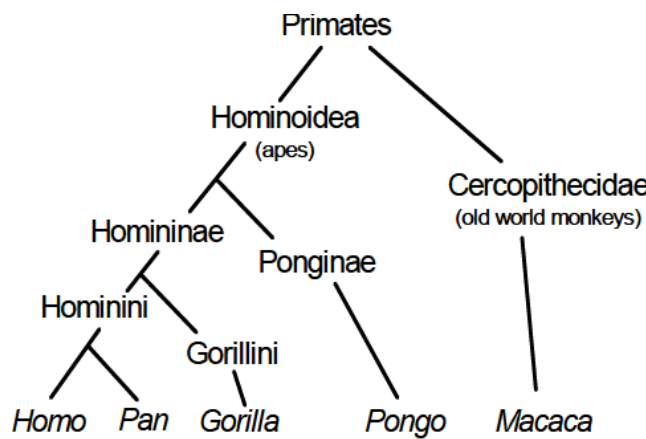 Primates
Hominoidea
(apes)
Cercopithecidae
(old world monkeys)
Homininae
Ponginae
Hominini
Gorillini
Homo
Pan
Gorilla
Pongo
Macaca